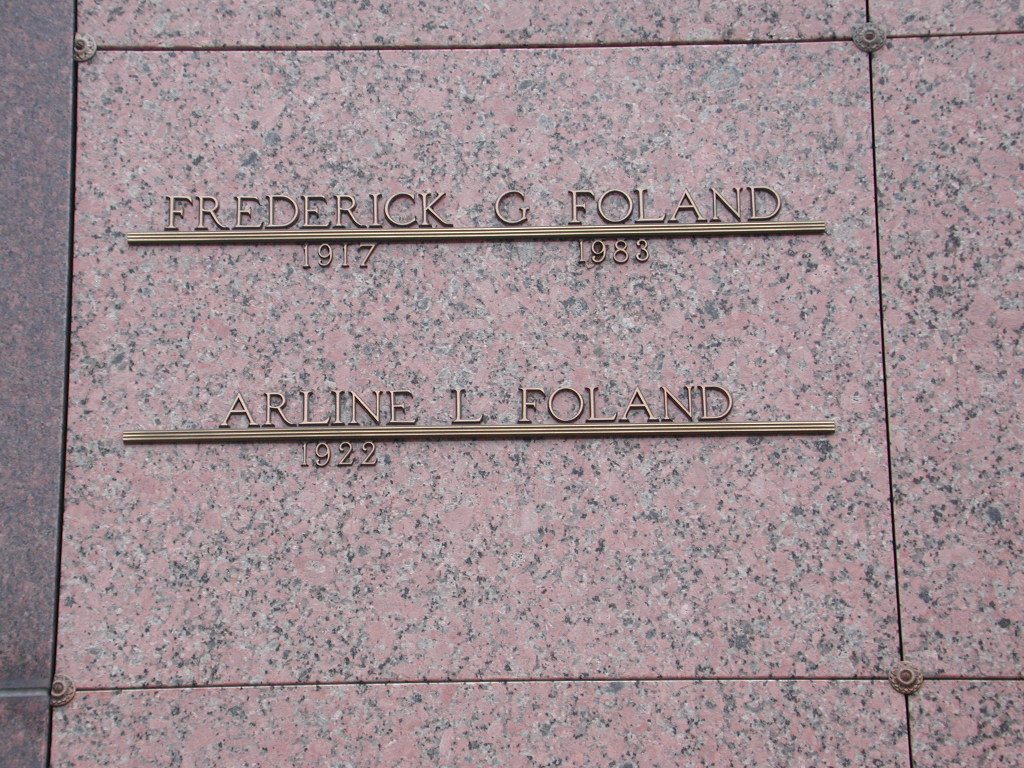 FREDERICK G FOLAND
1917 1983
ARLINE L FOLAND
1922